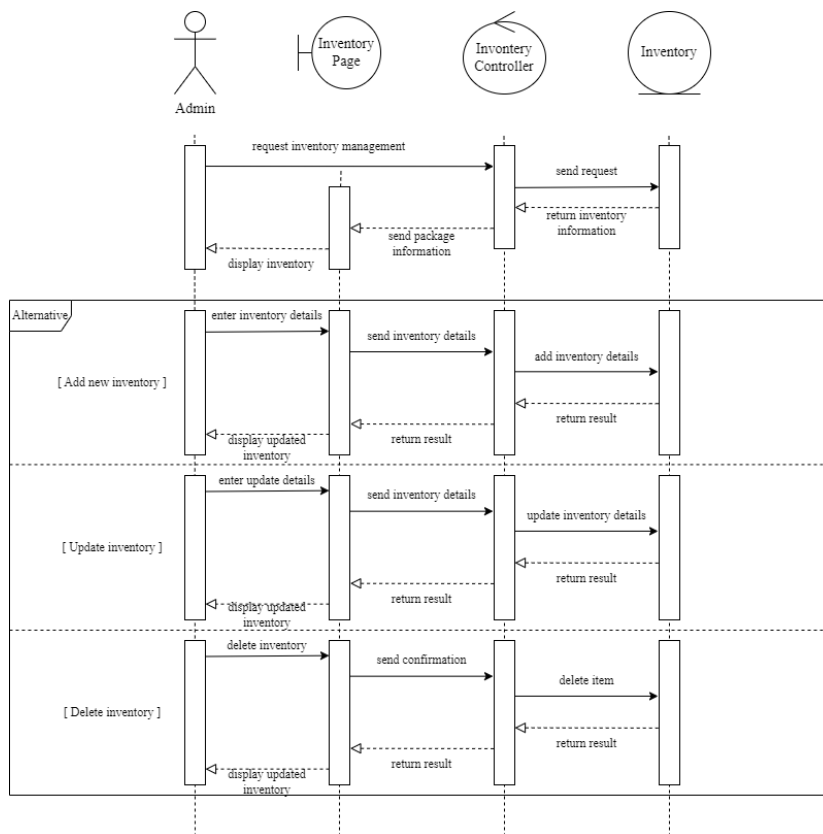 Inventory
Page
Invontery
Controller
Inventory
Admin
request inventory management
send request
return inventory
information
send package
information
display inventory
Alternative
enter inventory details
send inventory details
add inventory details
[ Add new inventory ]
return result
return result
display updated
inventory
enter update details
send inventory details
update inventory details
[ Update inventory ]
return result
return result
display updated
inventory
delete inventory
send confirmation
delete item
[ Delete inventory ]
return result
return result
display updated
inventory